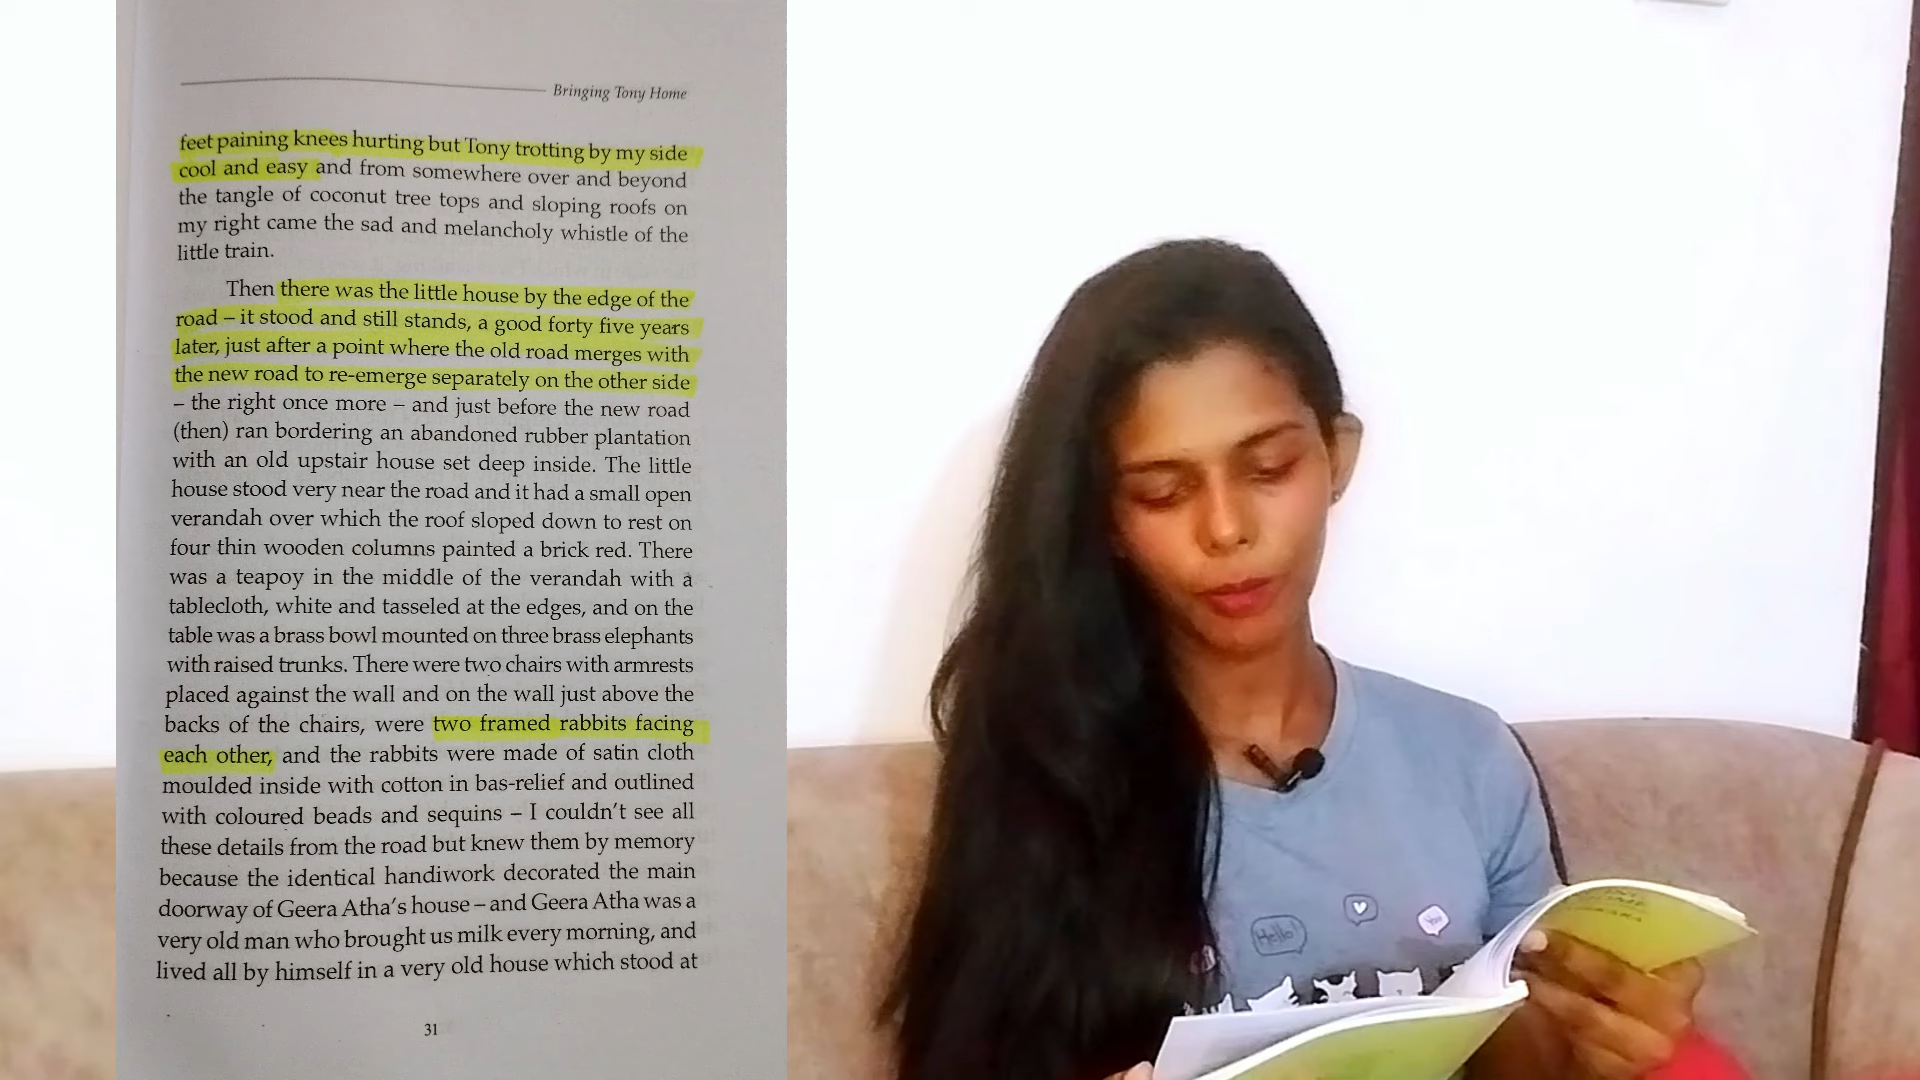 Bringing Tony Home
feet paining knees hurting but Tony trotting by my side
cool and easy and from somewhere over and beyond
the tangle of coconut tree tops and sloping roofs on
my right came the sad and melancholy whistle of the
little train.
Then there was the little house by the edge of the
road – it stood and still stands, a good forty five years
later, just after a point where the old road merges with
the new road to re-emerge separately on the other side
– the right once more – and just before the new road
(then) ran bordering an abandoned rubber plantation
with an old upstair house set deep inside. The little
house stood very near the road and it had a small open
verandah over which the roof sloped down to rest on
four thin wooden columns painted a brick red. There
was a teapoy in the middle of the verandah with a
tablecloth, white and tasseled at the edges, and on the
table was a brass bowl mounted on three brass elephants
with raised trunks. There were two chairs with armrests
placed against the wall and on the wall just above the
backs of the chairs, were two framed rabbits facing
each other, and the rabbits were made of satin cloth
moulded inside with cotton in bas-relief and outlined
with coloured beads and sequins – I couldn't see all
these details from the road but knew them by memory
because the identical handiwork decorated the main
doorway of Geera Atha's house – and Geera Atha was a
very old man who brought us milk every morning, and
lived all by himself in a very old house which stood at
31
Hello!
You